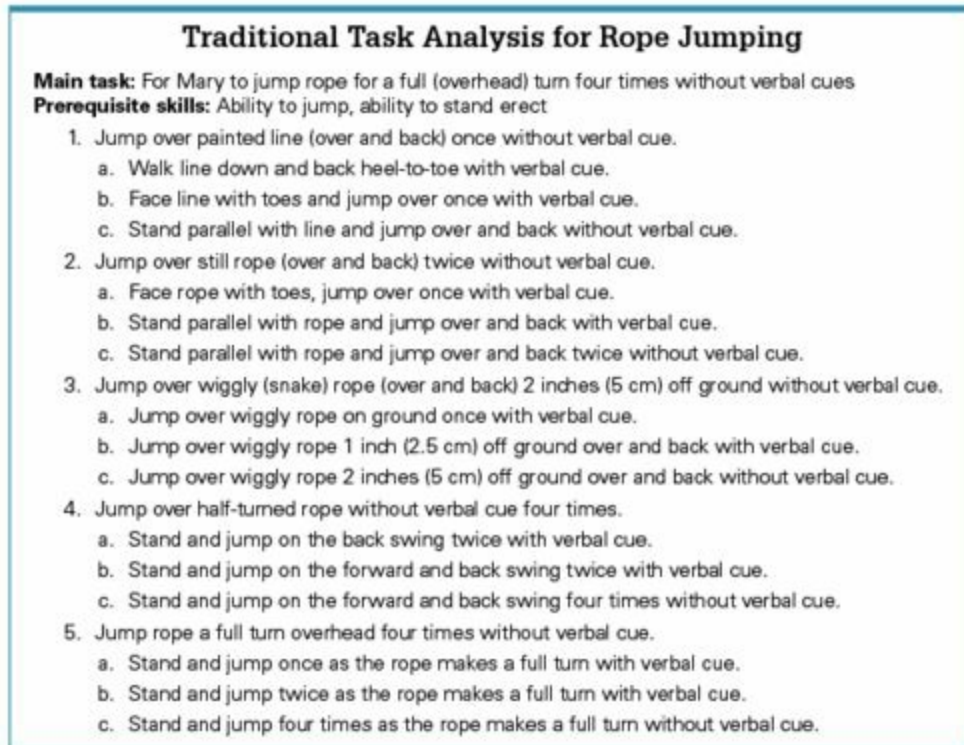 Traditional Task Analysis for Rope Jumping
Main task: For Mary to jump rope for a full (overhead) turn four times without verbal cues
Prerequisite skills: Ability to jump, ability to stand erect
1. Jump over painted line (over and back) once without verbal cue.
a. Walk line down and back heel-to-toe with verbal cue.
b. Face line with toes and jump over once with verbal cue.
c. Stand parallel with line and jump over and back without verbal cue.
2. Jump over still rope (over and back) twice without verbal cue.
a. Face rope with toes, jump over once with verbal cue.
b. Stand parallel with rope and jump over and back with verbal cue.
c. Stand parallel with rope and jump over and back twice without verbal cue.
3. Jump over wiggly (snake) rope (over and back) 2 inches (5 cm) off ground without verbal cue.
a. Jump over wiggly rope on ground once with verbal cue.
b. Jump over wiggly rope 1 inch (2.5 cm) off ground over and back with verbal cue.
c. Jump over wiggly rope 2 inches (5 cm) off ground over and back without verbal cue.
4. Jump over half-turned rope without verbal cue four times.
a. Stand and jump on the back swing twice with verbal cue.
b. Stand and jump on the forward and back swing twice with verbal cue.
c. Stand and jump on the forward and back swing four times without verbal cue.
5. Jump rope a full turn overhead four times without verbal cue.
a. Stand and jump once as the rope makes a full turn with verbal cue.
b. Stand and jump twice as the rope makes a full turn with verbal cue.
c. Stand and jump four times as the rope makes a full turn without verbal cue.